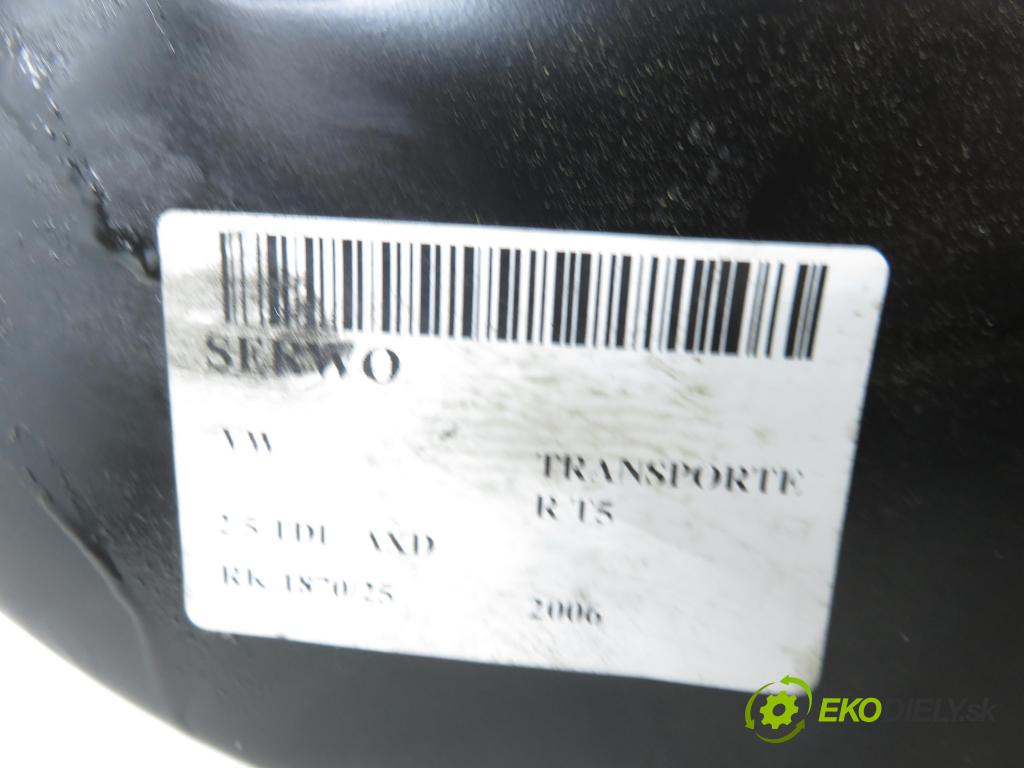 SERWO
VW
TRANSPORTE
R T5
2.5 TDI AXD
RK 1870/25
2006
EKODIELY.sk